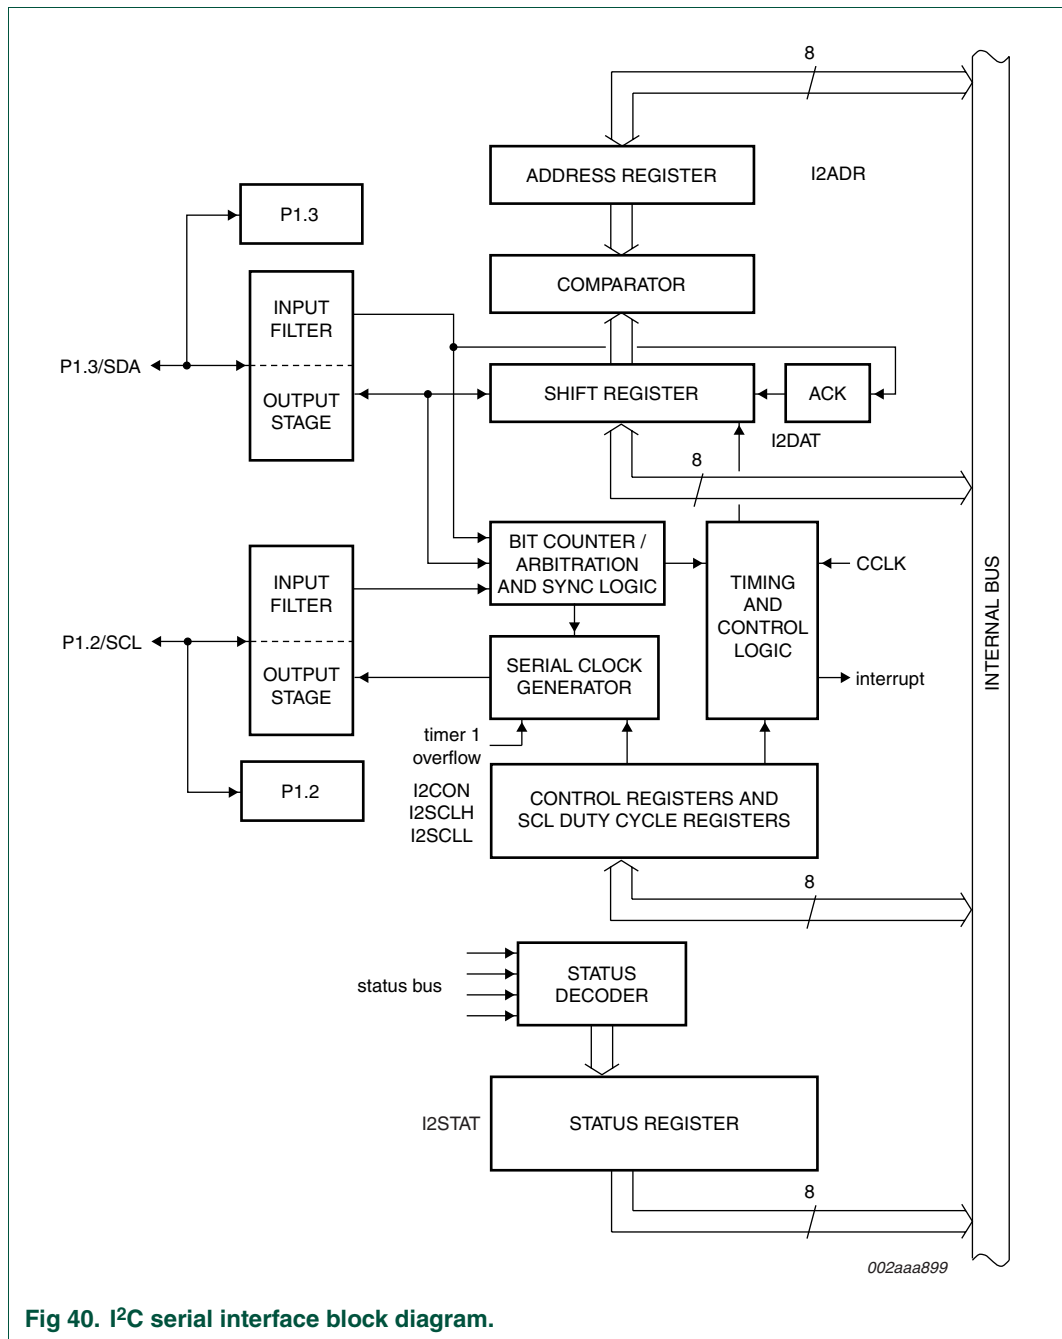 8
ADDRESS REGISTER
I2ADR
P1.3
COMPARATOR
INPUT
FILTER
P1.3/SDA
OUTPUT
STAGE
SHIFT REGISTER
ACK
I2DAT
8
BIT COUNTER /
ARBITRATION
AND SYNC LOGIC
INPUT
FILTER
TIMING
AND
CONTROL
LOGIC
CCLK
INTERNAL BUS
P1.2/SCL
OUTPUT
STAGE
SERIAL CLOCK
GENERATOR
interrupt
timer 1
overflow
P1.2
I2CON
I2SCLH
I2SCLL
CONTROL REGISTERS AND
SCL DUTY CYCLE REGISTERS
8
status bus
STATUS
DECODER
I2STAT
STATUS REGISTER
8
002aaa899
Fig 40. I²C serial interface block diagram.